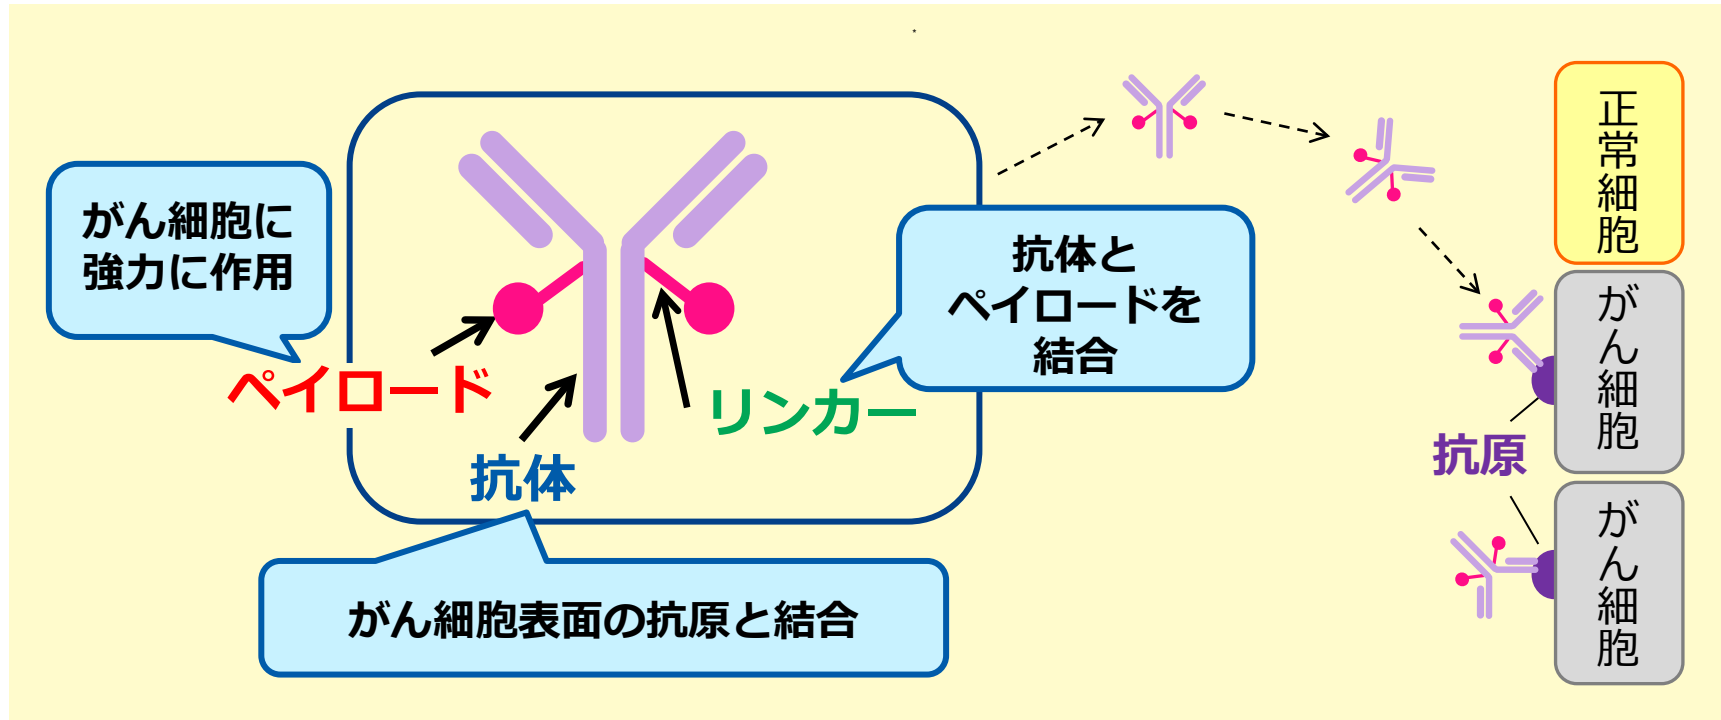 *
正常細胞
がん細胞に
強力に作用
抗体と
ペイロードを
結合
がん細胞
ペイロード
リンカー
抗原
抗体
がん細胞
がん細胞表面の抗原と結合